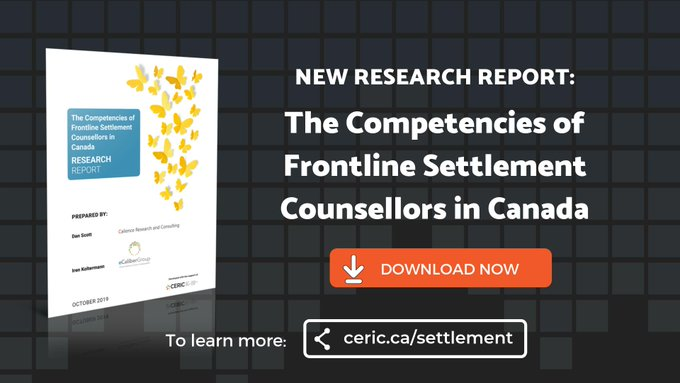 The Competencies of
Frontline Settlement
Counsellors in
Canada
RESEARCH
REPORT
PREPARED BY:
Dan Scott
Calience Research and Consulting
eCaliberGroup
Iren Koltermann
CERIC
OCTOBER 2019
NEW RESEARCH REPORT:
The Competencies of
Frontline Settlement
Counsellors in Canada
DOWNLOAD NOW
To learn more:
ceric.ca/settlement